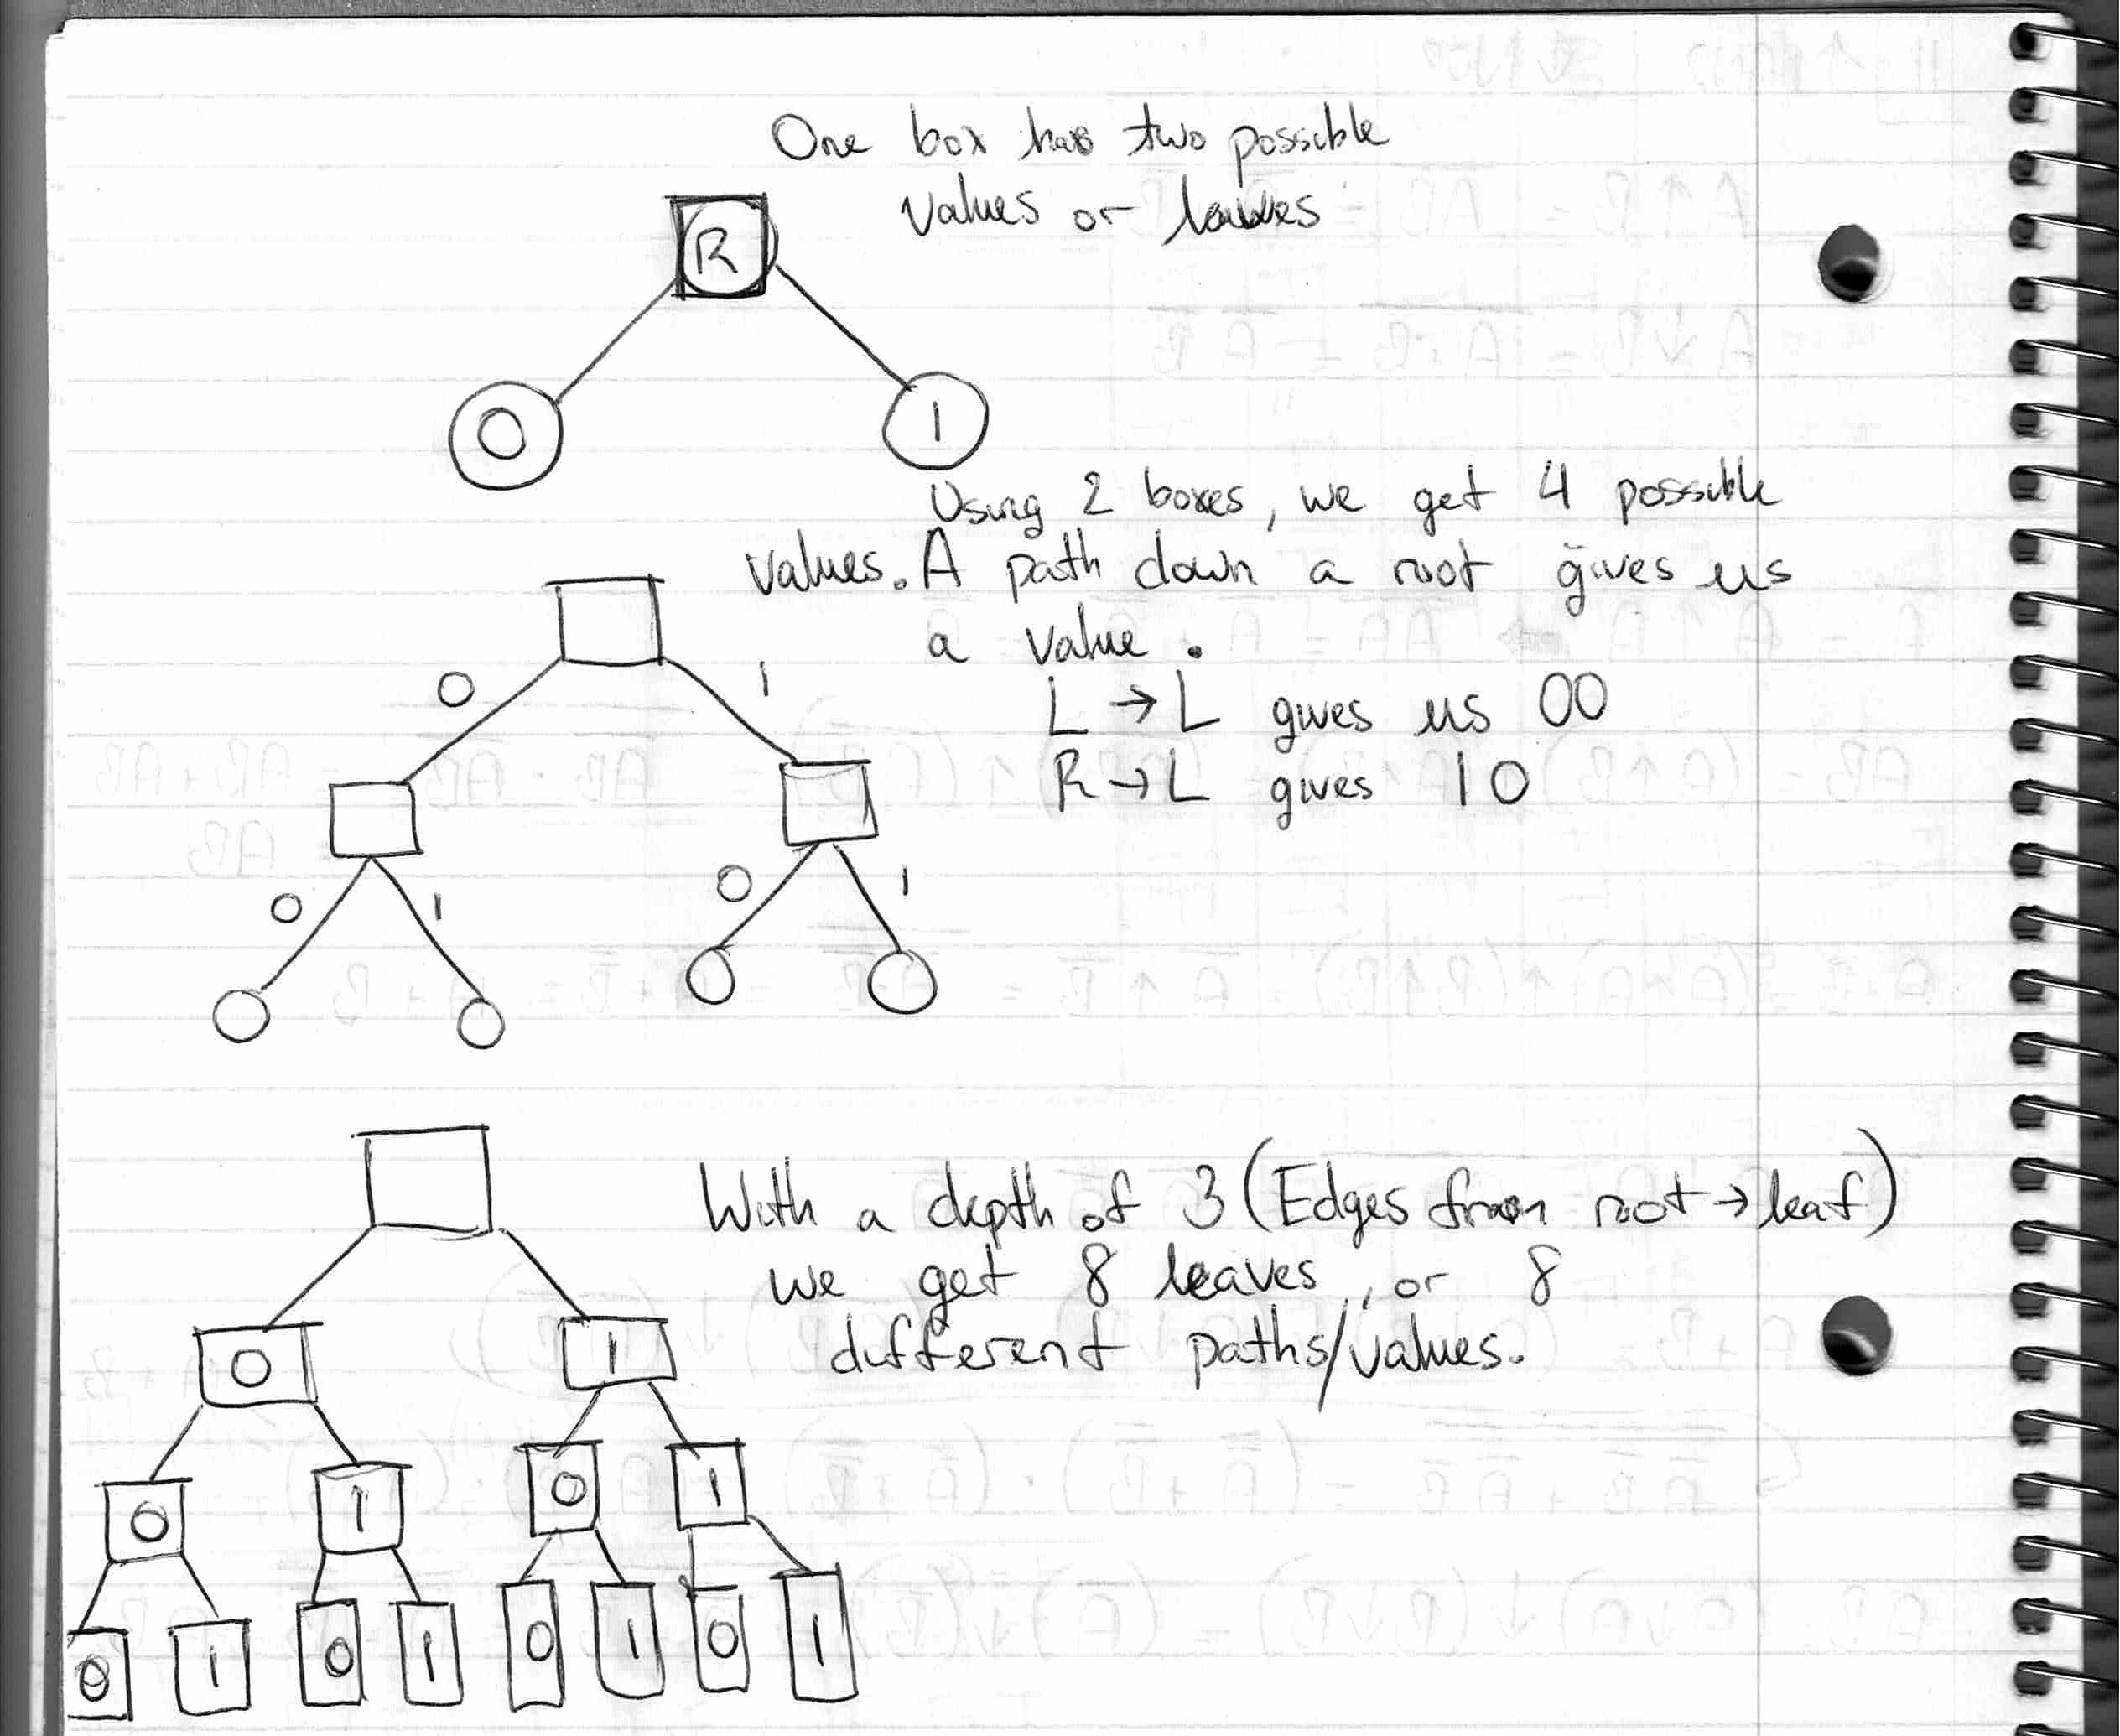 One box has two possible
values or leaves
R
0 1
Using 2 boxes, we get 4 possible
values. A path down a root gives us
a value.
L → L gives us 00
R → L gives 10
0 1
0 1 0 1
With a depth of 3 (Edges from root → leaf)
we get 8 leaves, or 8
different paths/values.
0 1
0 1 0 1
0 1 0 1 0 1 0 1